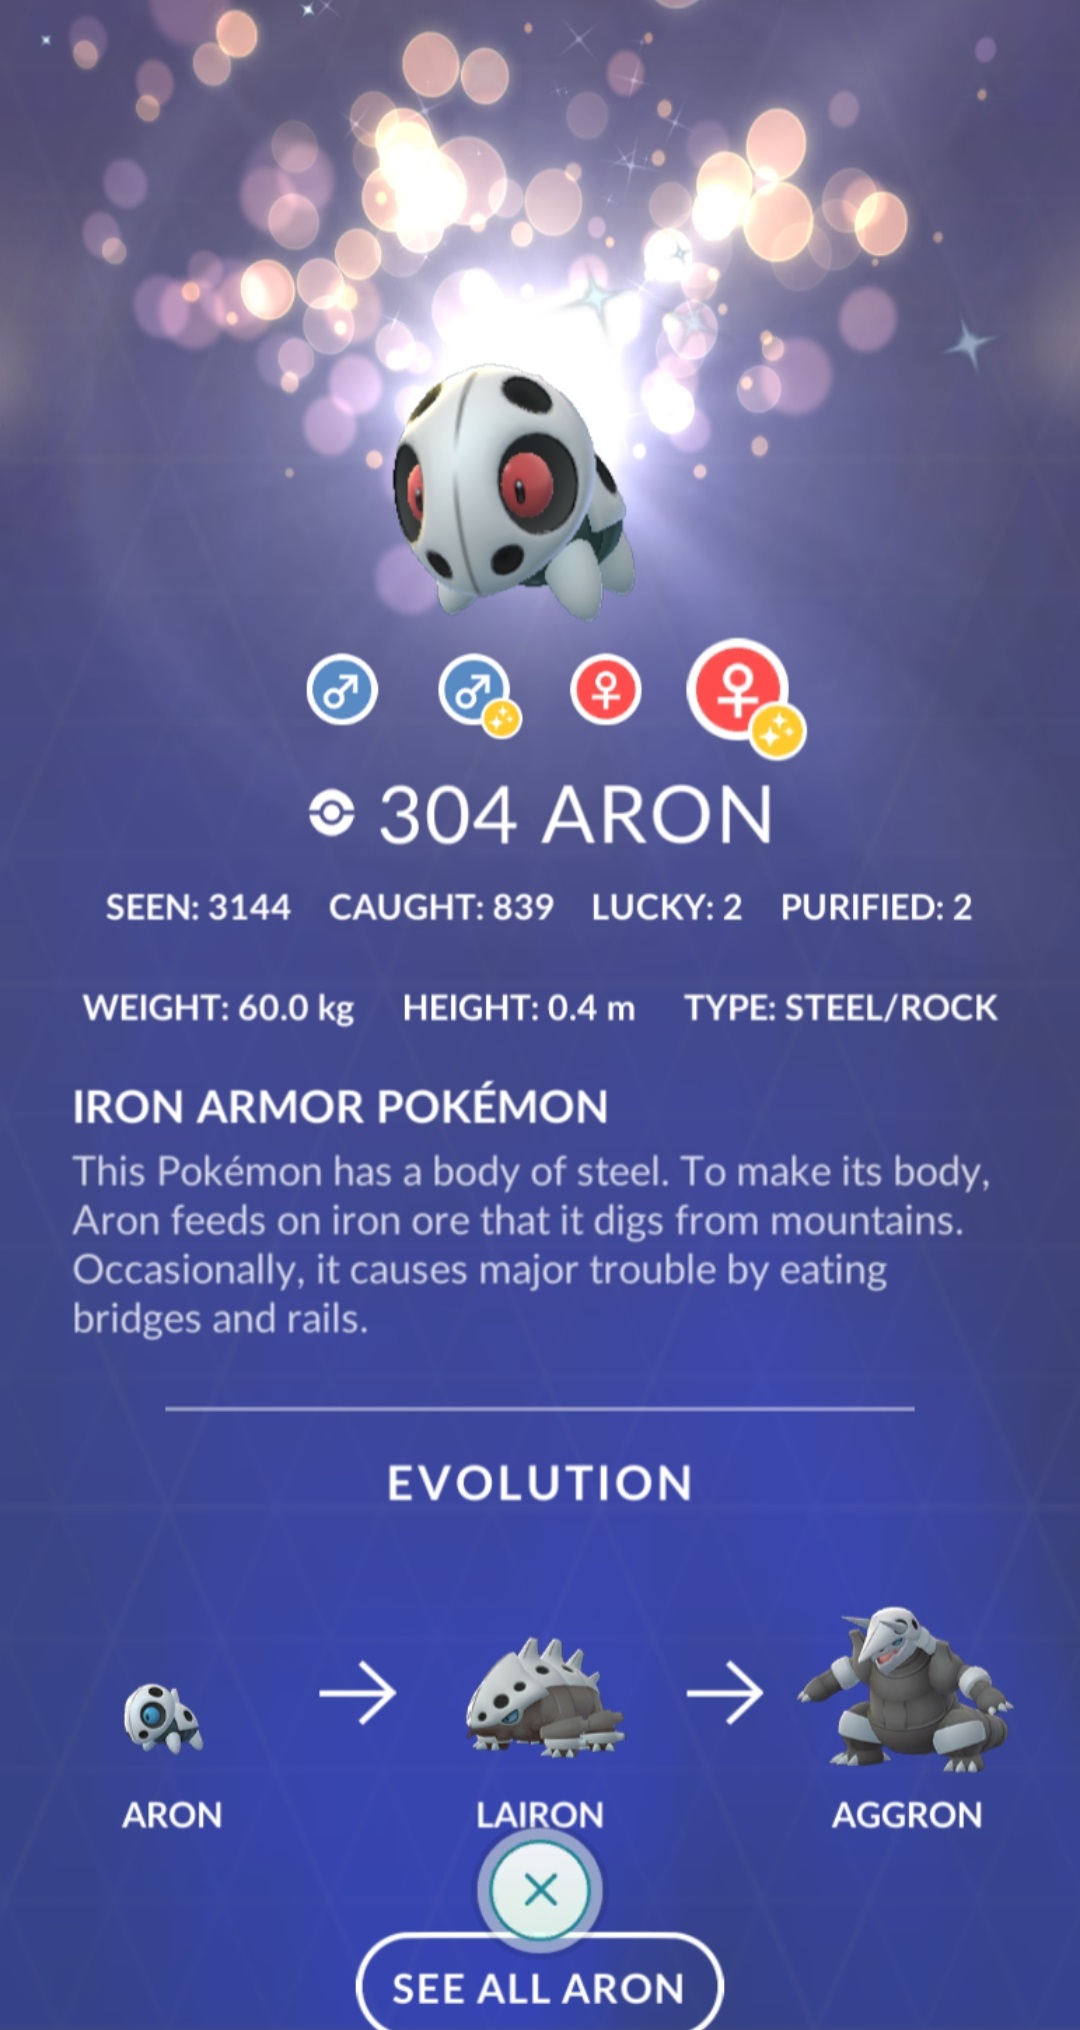 304 ARON
SEEN: 3144 CAUGHT: 839 LUCKY: 2 PURIFIED: 2
WEIGHT: 60.0 kg HEIGHT: 0.4 m TYPE: STEEL/ROCK
IRON ARMOR POKÉMON
This Pokémon has a body of steel. To make its body,
Aron feeds on iron ore that it digs from mountains.
Occasionally, it causes major trouble by eating
bridges and rails.
EVOLUTION
ARON LAIRON AGGRON
SEE ALL ARON